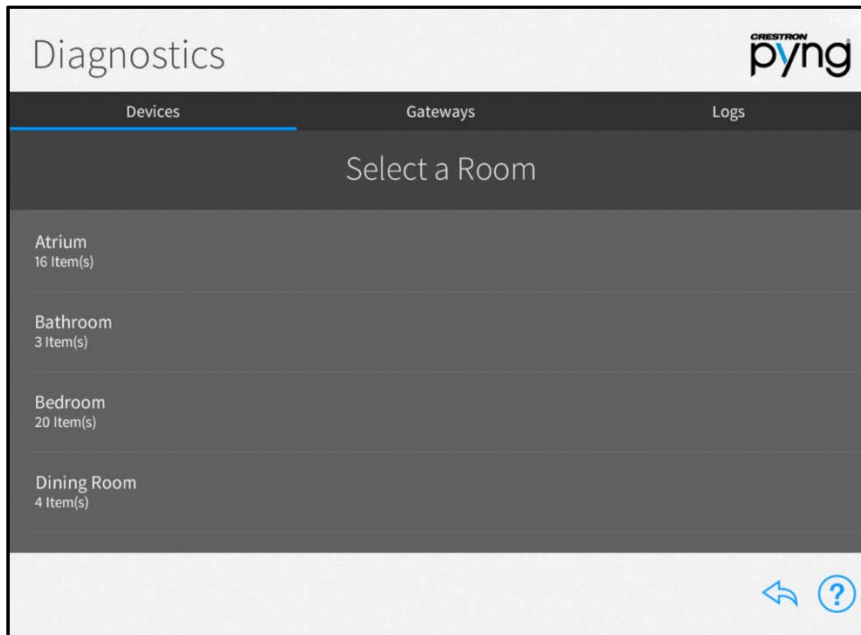 Diagnostics
CRESTRON
pyng
Devices Gateways Logs
Select a Room
Atrium
16 Item(s)
Bathroom
3 Item(s)
Bedroom
20 Item(s)
Dining Room
4 Item(s)
?